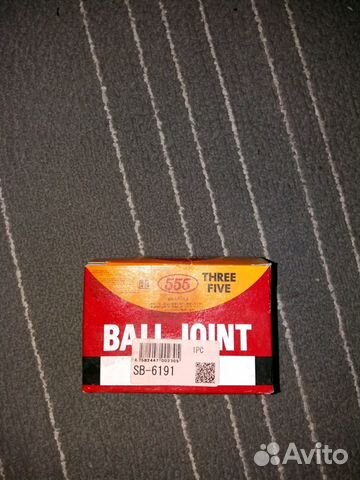 555
THREE
FIVE
BALL JOINT
1PC
SB-6191
Avito